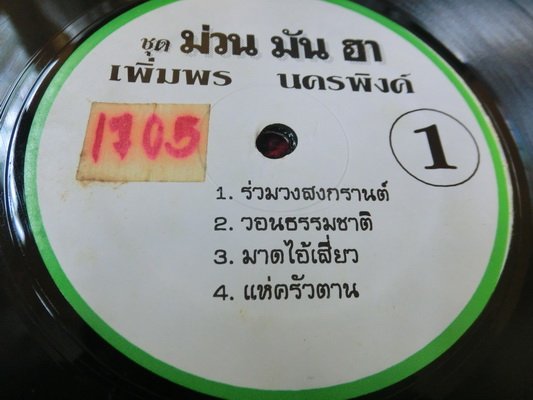 ชุด ม่วน มัน ฮา
เพิ่มพร นครพิงค์
1705
1
1. ร่วมวงสงกรานต์
2. วอนธรรมชาติ
3. มาดไอ้เสี่ยว
4. แห่ครัวตาน